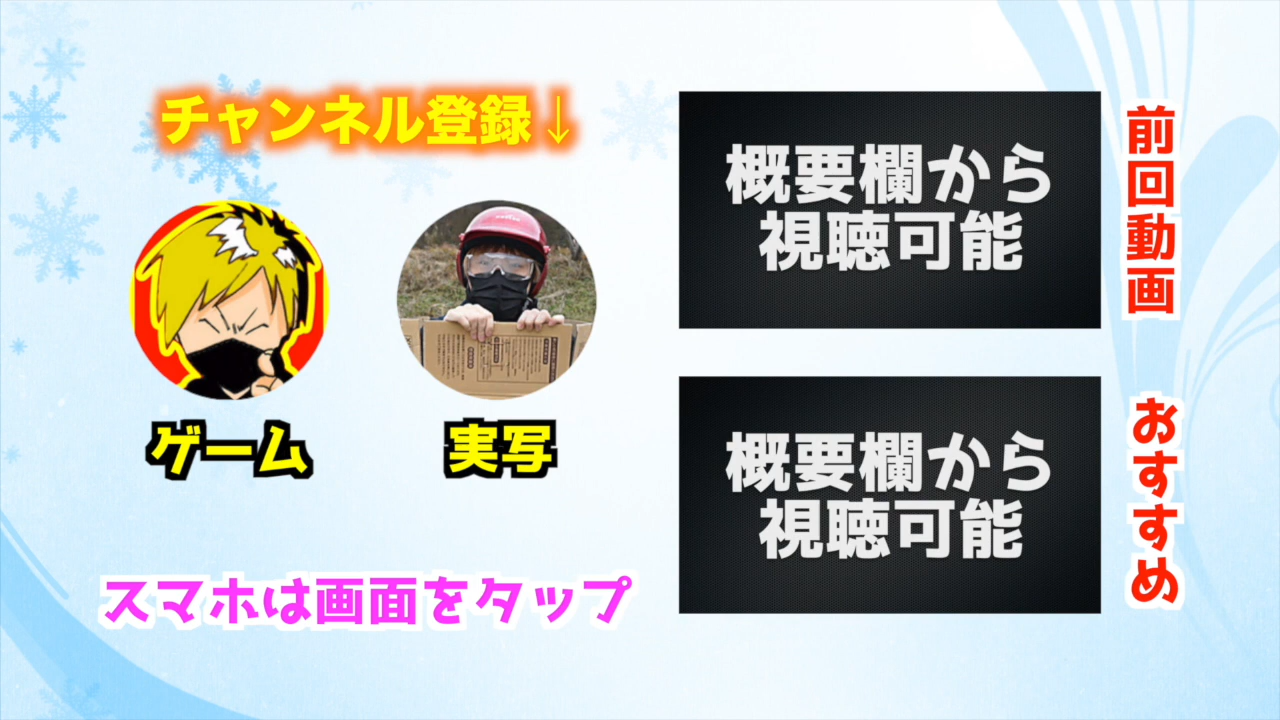 チャンネル登録↓
ゲーム
実写
スマホは画面をタップ
概要欄から
視聴可能
前回動画
概要欄から
視聴可能
おすすめ